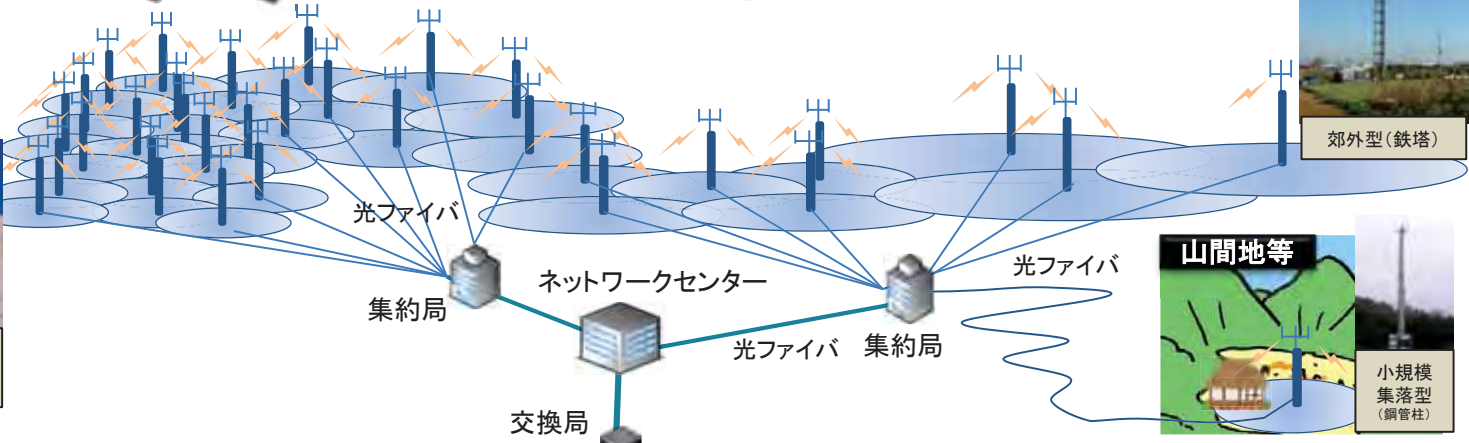 郊外型(鉄塔)
光ファイバ
山間地等
光ファイバ
ネットワークセンター
集約局
光ファイバ
集約局
小規模
集落型
(鋼管柱)
交換局